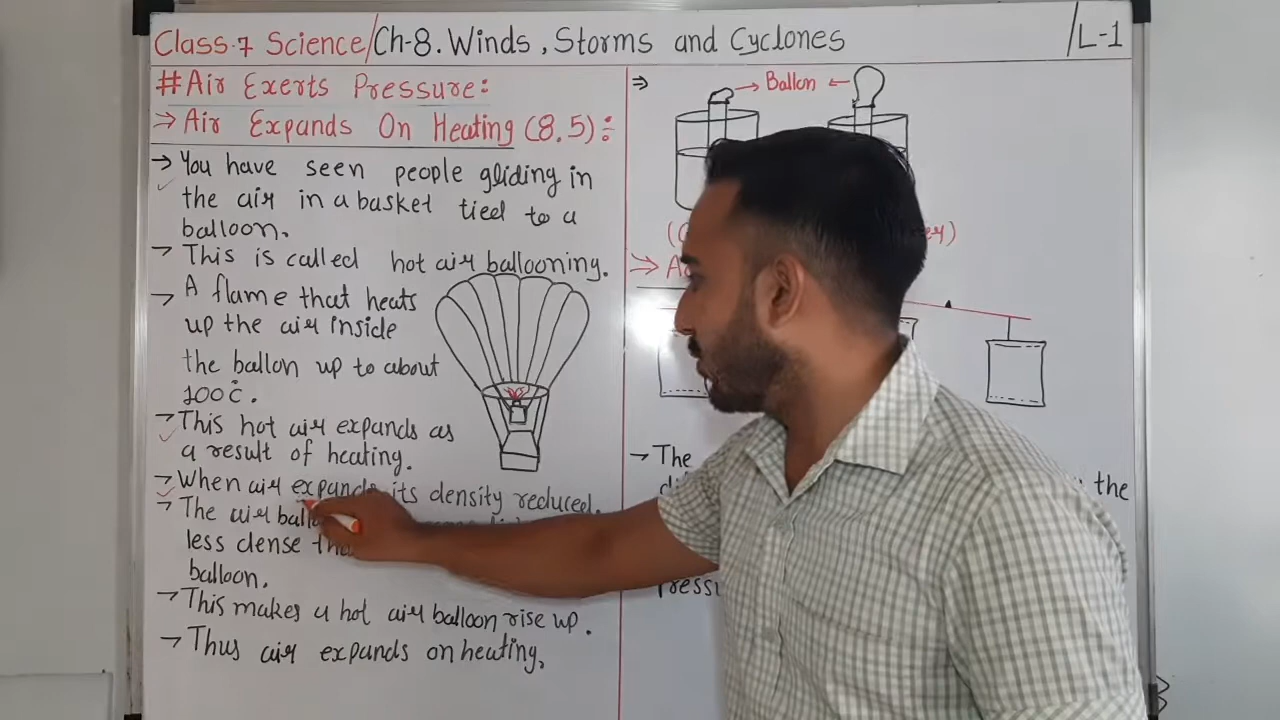 Class-7 Science/Ch-8. Winds, Storms and Cyclones /L-1
#Air Exerts Pressure:
⇒ Air Expands On Heating (8.5):
→ You have seen people gliding in
the air in a basket tied to a
balloon.
→ This is called hot air ballooning.
→ A flame that heats
up the air inside
the ballon up to about
100°c.
→ This hot air expands as
a result of heating.
→ When air expands its density reduced.
→ The air
less dense
balloon.
→ This makes a hot air balloon rise up.
→ Thus air expands on heating.
⇒
→ Ballon ←
→ The
the